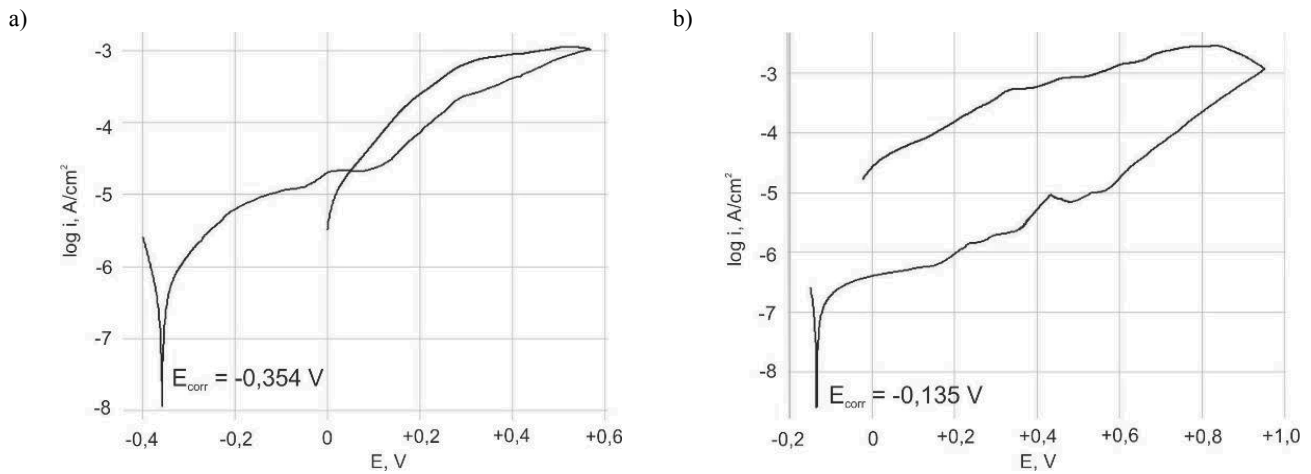 a)
log i, A/cm²
-3
-4
-5
-6
-7
-8
E_corr = -0,354 V
-0,4 -0,2 0 +0,2 +0,4 +0,6
E, V
b)
log i, A/cm²
-3
-4
-5
-6
-7
-8
E_corr = -0,135 V
-0,2 0 +0,2 +0,4 +0,6 +0,8 +1,0
E, V